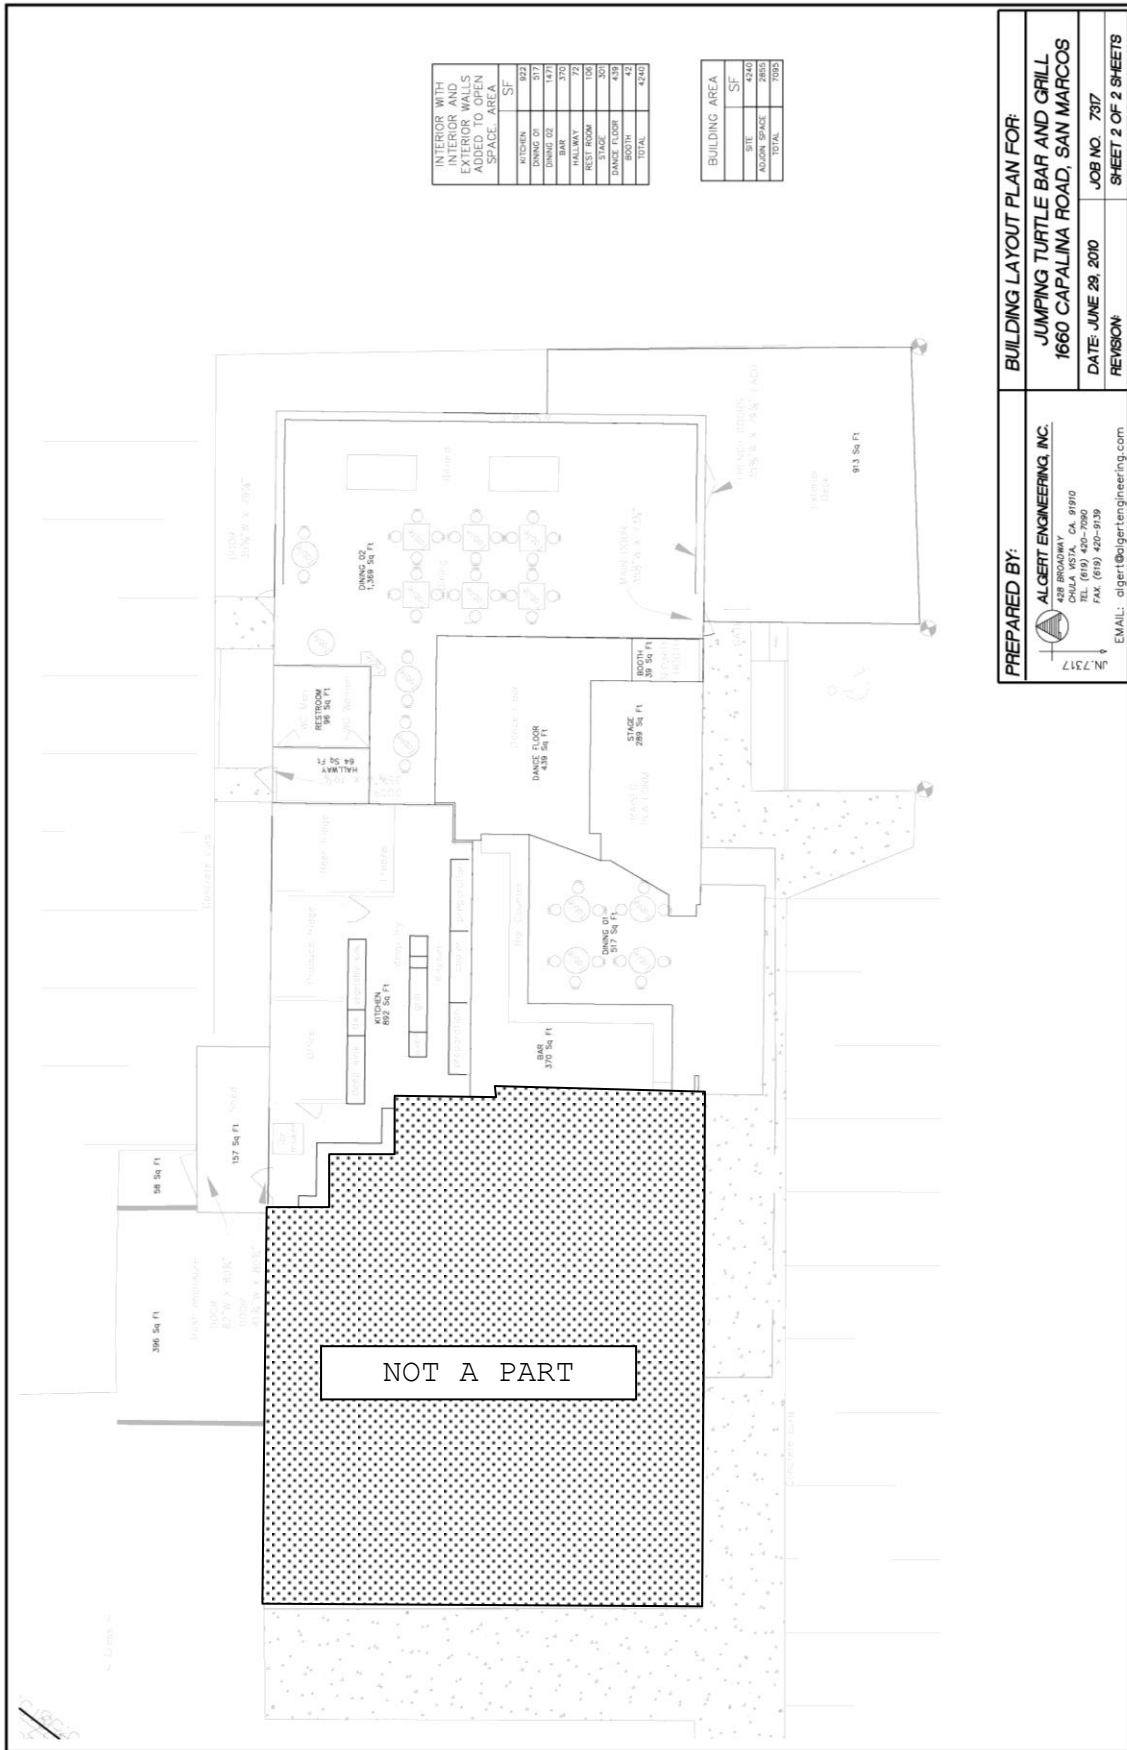 INTERIOR WITH
INTERIOR AND
EXTERIOR WALLS
ADDED TO OPEN
SPACE, AREA
SF
KITCHEN 922
DINING 01 517
DINING 02 1471
BAR 370
HALLWAY 72
REST ROOM 106
STAGE 301
DANCE FLOOR 439
BOOTH 42
TOTAL 4240
BUILDING AREA
SF
SITE 4240
ADJOIN SPACE 2855
TOTAL 7095
DINING 02
1,369 Sq Ft
RESTROOM
96 Sq Ft
HALLWAY
64 Sq Ft
BOOTH
39 Sq Ft
DANCE FLOOR
439 Sq Ft
STAGE
289 Sq Ft
913 Sq Ft
Exterior
Deck
KITCHEN
892 Sq Ft
Bar Counter
DINING 01
517 Sq Ft
BAR
370 Sq Ft
Office
157 Sq Ft Shed
58 Sq Ft
396 Sq Ft
NOT A PART
PREPARED BY:
JN.7317
ALGERT ENGINEERING, INC.
428 BROADWAY
CHULA VISTA, CA. 91910
TEL. (619) 420-7090
FAX. (619) 420-9139
EMAIL: algert@algertengineering.com
BUILDING LAYOUT PLAN FOR:
JUMPING TURTLE BAR AND GRILL
1660 CAPALINA ROAD, SAN MARCOS
DATE: JUNE 29, 2010 JOB NO. 7317
REVISION: SHEET 2 OF 2 SHEETS